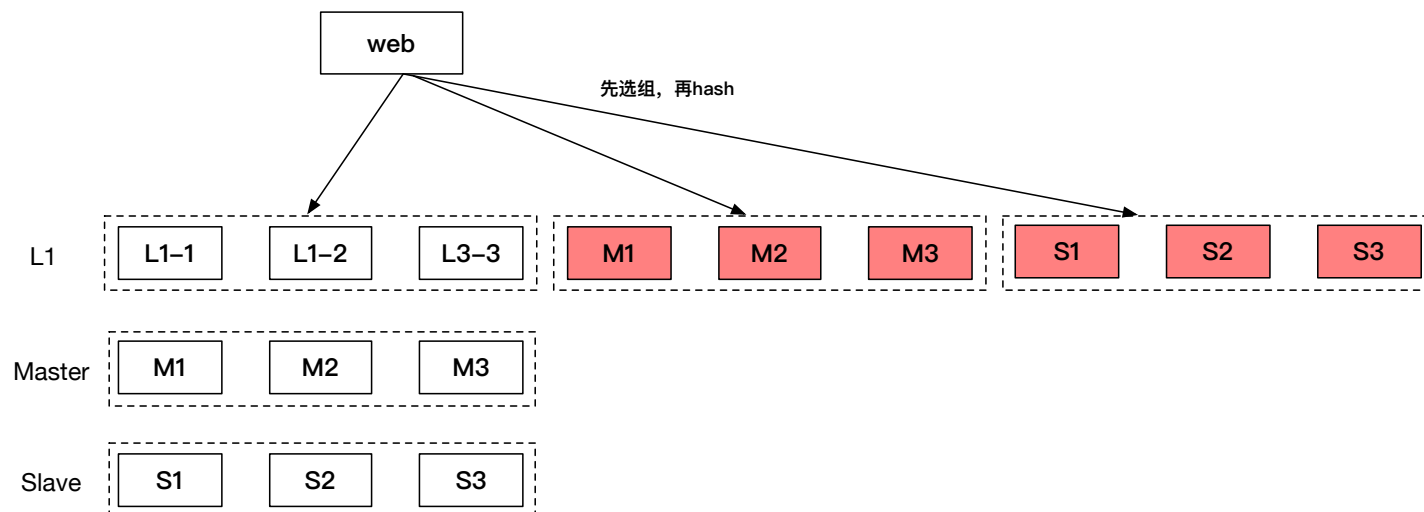 web
先选组，再hash
L1 L1-1 L1-2 L3-3 M1 M2 M3 S1 S2 S3
Master M1 M2 M3
Slave S1 S2 S3